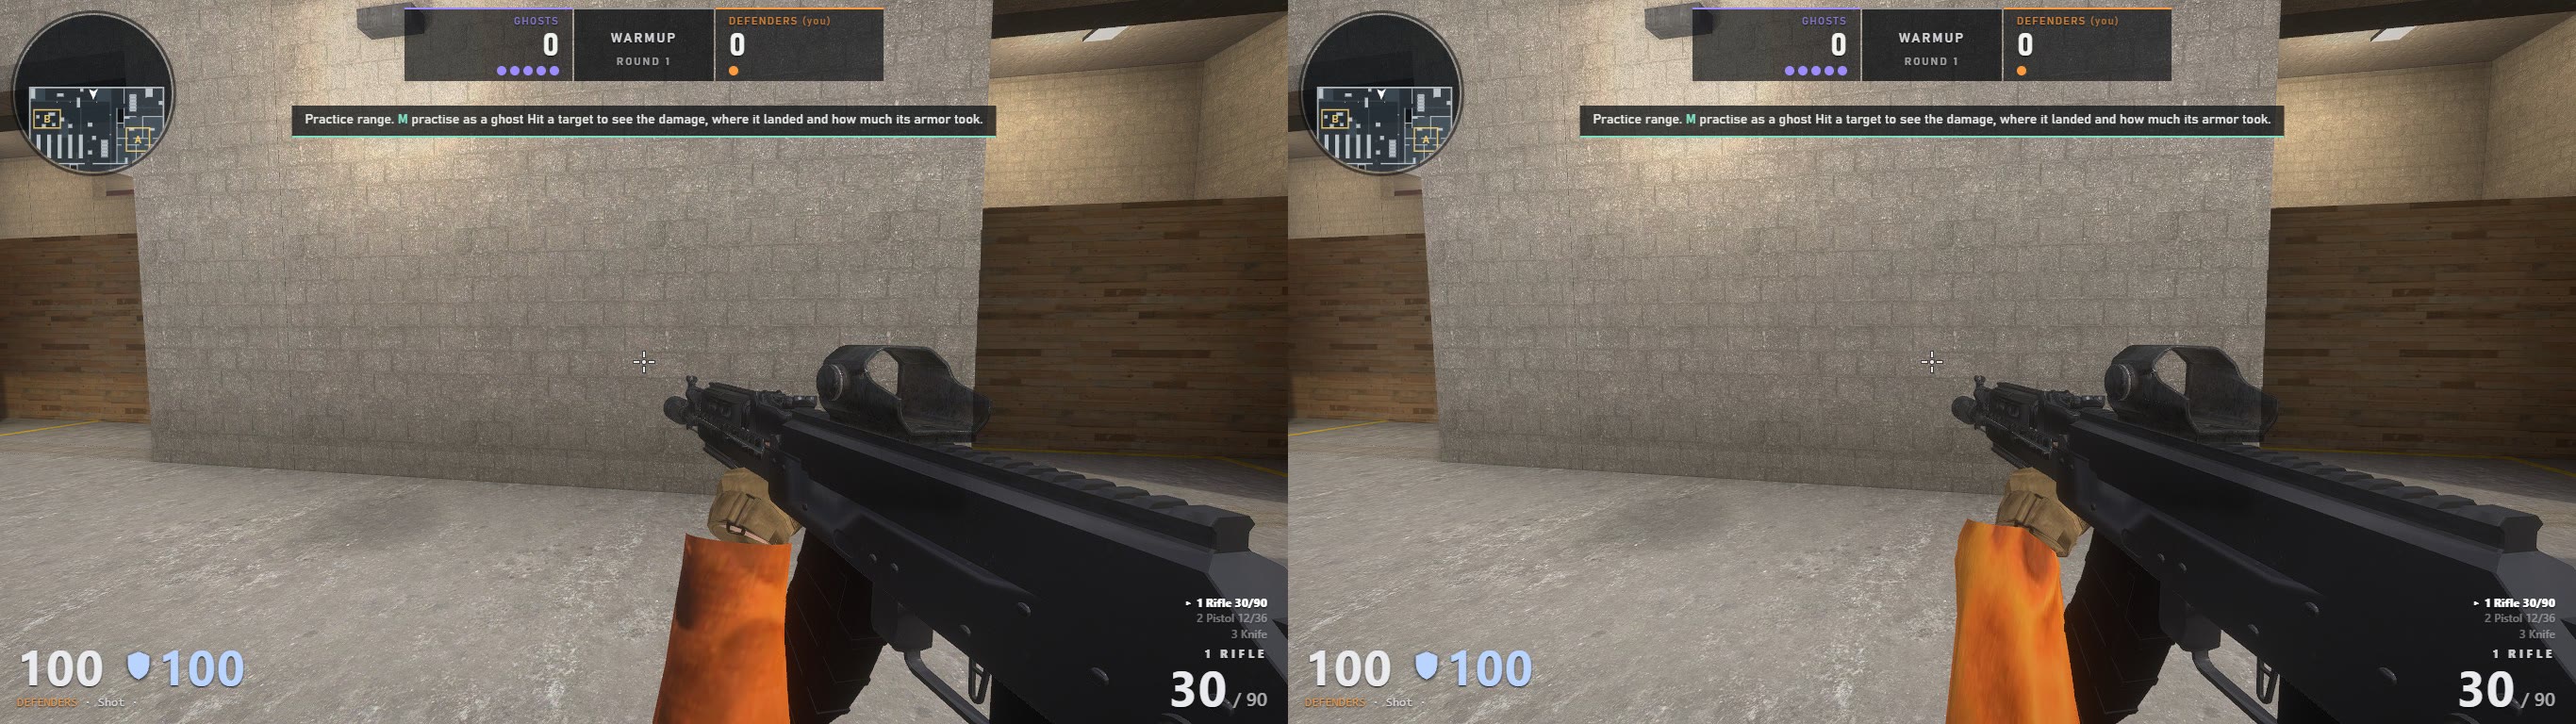 GHOSTS
0
WARMUP
ROUND 1
DEFENDERS (you)
0
B
A
Practice range. M practise as a ghost Hit a target to see the damage, where it landed and how much its armor took.
1 Rifle 30/90
2 Pistol 12/36
3 Knife
1 RIFLE
30 / 90
100 100
DEFENDERS · Shot ·
GHOSTS
0
WARMUP
ROUND 1
DEFENDERS (you)
0
B
A
Practice range. M practise as a ghost Hit a target to see the damage, where it landed and how much its armor took.
1 Rifle 30/90
2 Pistol 12/36
3 Knife
1 RIFLE
30 / 90
100 100
DEFENDERS · Shot ·